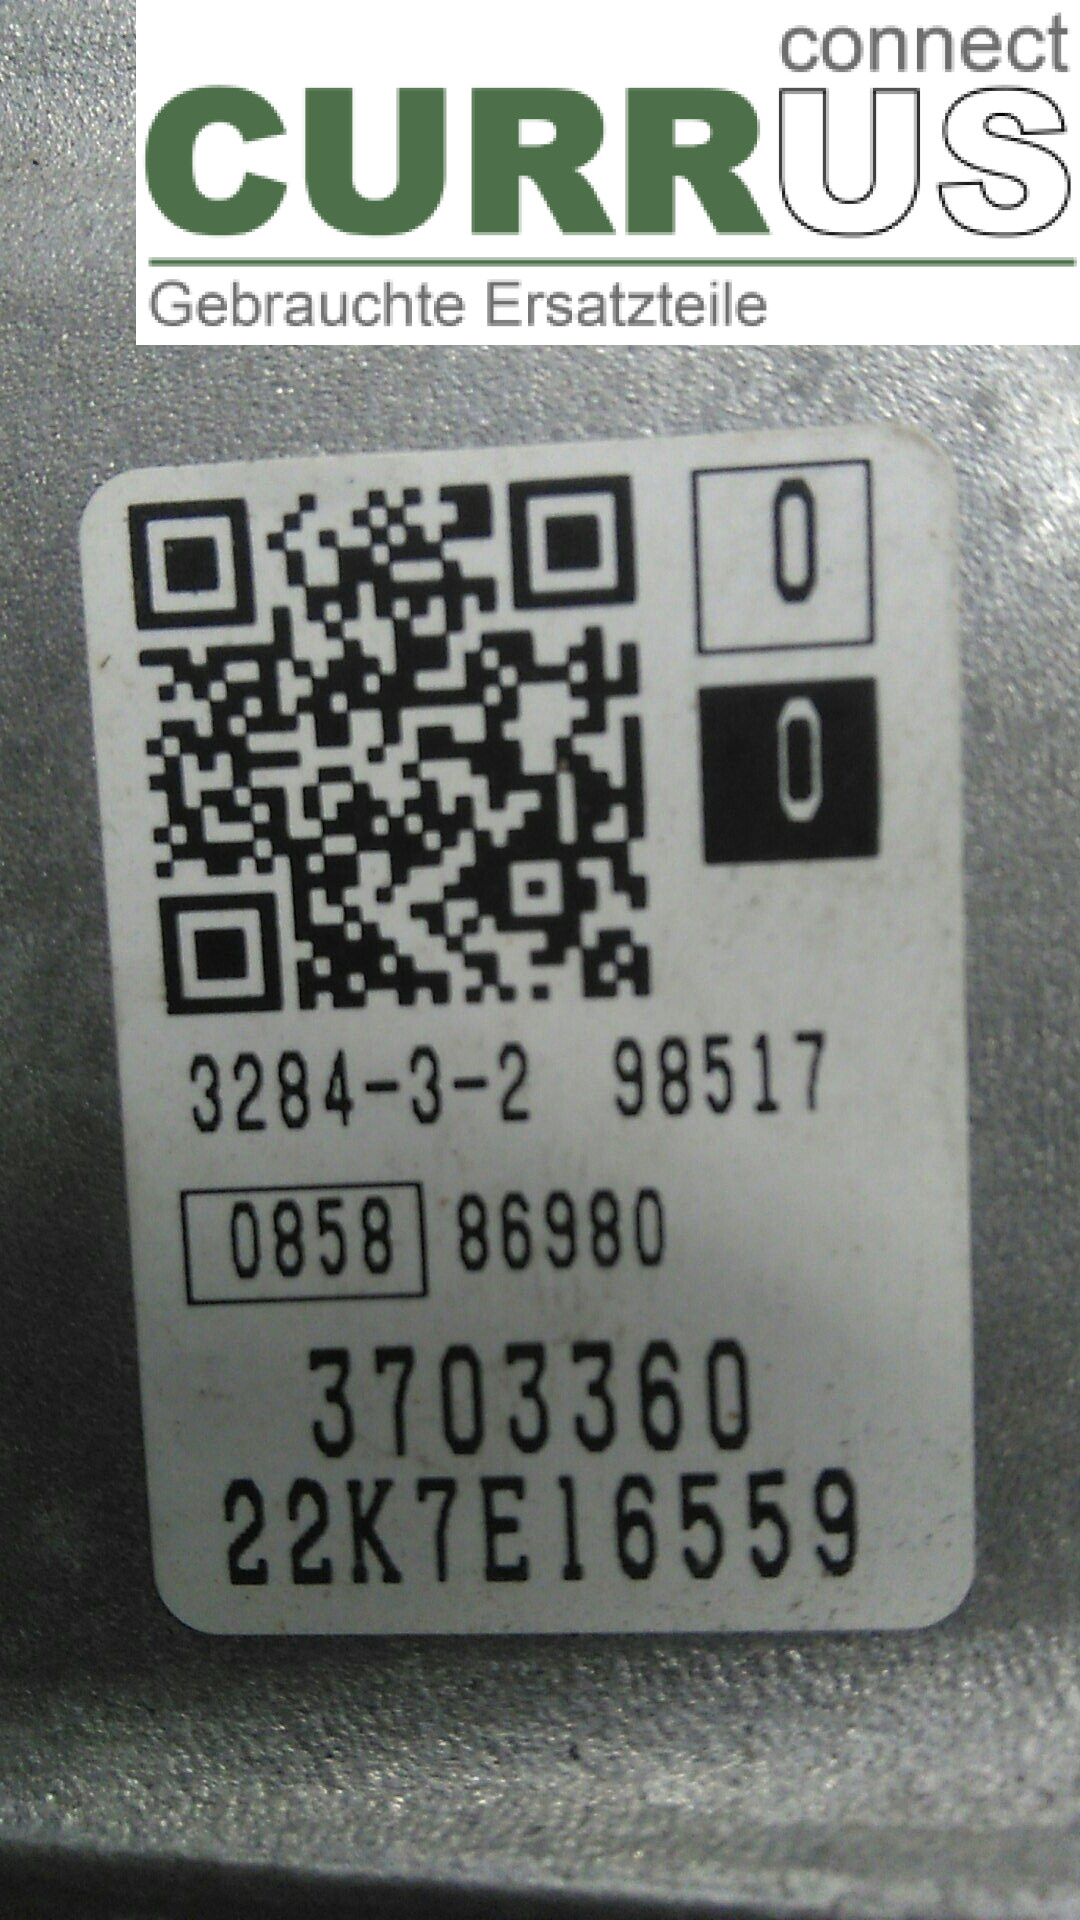 connect
CURRUS
Gebrauchte Ersatzteile
0
0
3284-3-2 98517
0858 86980
3703360
22K7E16559